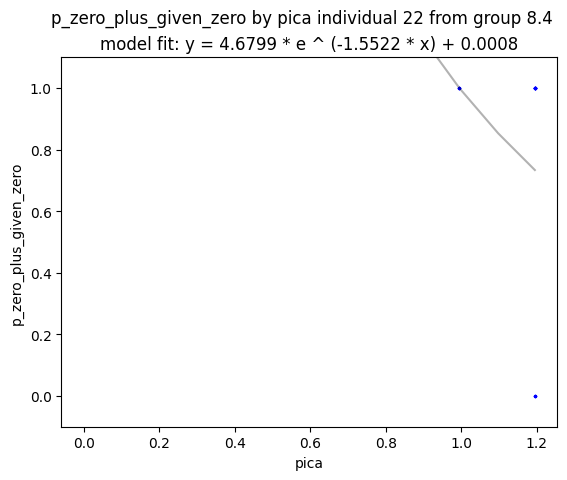 p_zero_plus_given_zero by pica individual 22 from group 8.4
model fit: y = 4.6799 * e ^ (-1.5522 * x) + 0.0008
p_zero_plus_given_zero
1.0
0.8
0.6
0.4
0.2
0.0
0.0 0.2 0.4 0.6 0.8 1.0 1.2
pica